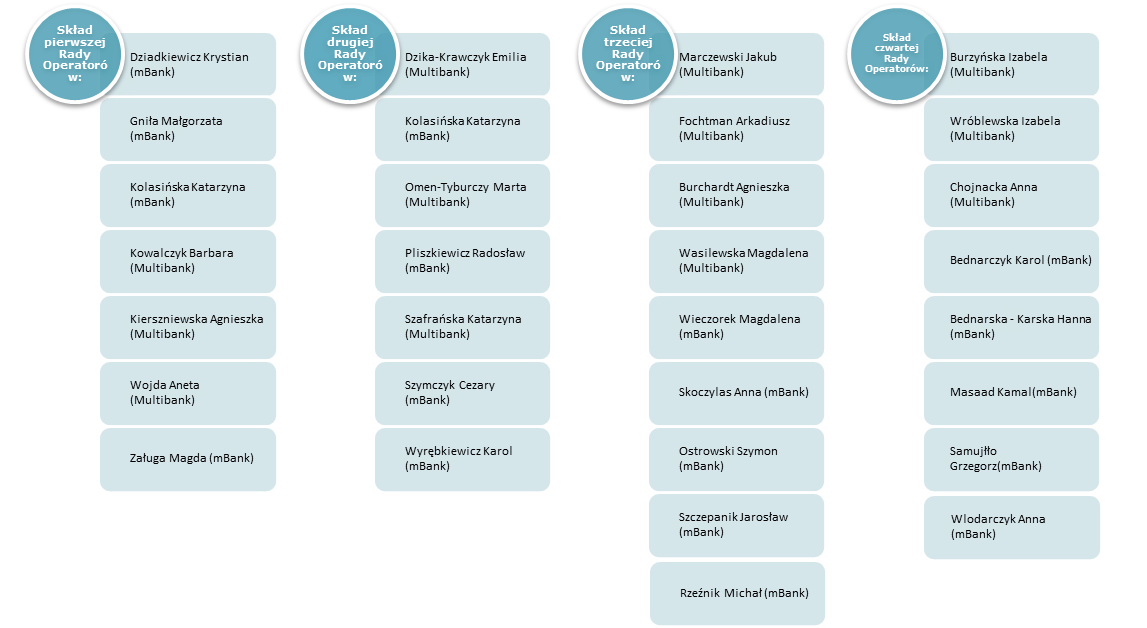 Skład
pierwszej
Rady
Operatoró
w:
Dziadkiewicz Krystian
(mBank)
Gniła Małgorzata
(mBank)
Kolasińska Katarzyna
(mBank)
Kowalczyk Barbara
(Multibank)
Kierszniewska Agnieszka
(Multibank)
Wojda Aneta
(Multibank)
Załuga Magda (mBank)
Skład
drugiej
Rady
Operatoró
w:
Dzika-Krawczyk Emilia
(Multibank)
Kolasińska Katarzyna
(mBank)
Omen-Tyburczy Marta
(Multibank)
Pliszkiewicz Radosław
(mBank)
Szafrańska Katarzyna
(Multibank)
Szymczyk Cezary
(mBank)
Wyrębkiewicz Karol
(mBank)
Skład
trzeciej
Rady
Operatoró
w:
Marczewski Jakub
(Multibank)
Fochtman Arkadiusz
(Multibank)
Burchardt Agnieszka
(Multibank)
Wasilewska Magdalena
(Multibank)
Wieczorek Magdalena
(mBank)
Skoczylas Anna (mBank)
Ostrowski Szymon
(mBank)
Szczepanik Jarosław
(mBank)
Rzeźnik Michał (mBank)
Skład
czwartej
Rady
Operatorów:
Burzyńska Izabela
(Multibank)
Wróblewska Izabela
(Multibank)
Chojnacka Anna
(Multibank)
Bednarczyk Karol (mBank)
Bednarska - Karska Hanna
(mBank)
Masaad Kamal(mBank)
Samujłło
Grzegorz(mBank)
Wlodarczyk Anna
(mBank)